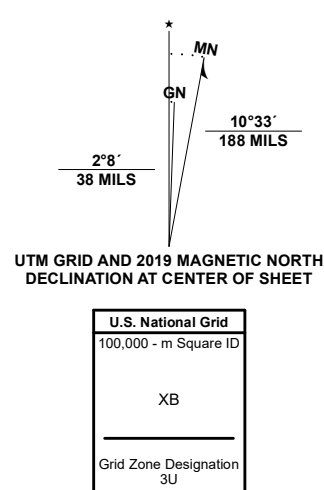 ★
MN
GN
10°33´
188 MILS
2°8´
38 MILS
UTM GRID AND 2019 MAGNETIC NORTH
DECLINATION AT CENTER OF SHEET
U.S. National Grid
100,000 - m Square ID
XB
Grid Zone Designation
3U